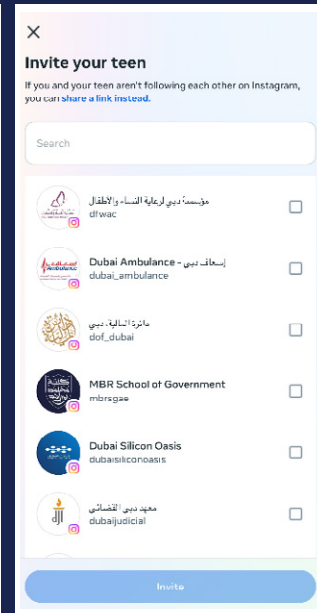 Invite your teen
If you and your teen aren't following each other on Instagram,
you can share a link instead.
Search
مؤسسة دبي لرعاية النساء والأطفال
dfwac
Dubai Ambulance - إسعاف دبي
dubai_ambulance
دائرة المالية، دبي
dof_dubai
MBR School of Government
mbrsgae
Dubai Silicon Oasis
dubaisiliconoasis
معهد دبي القضائي
dubaijudicial
Invite